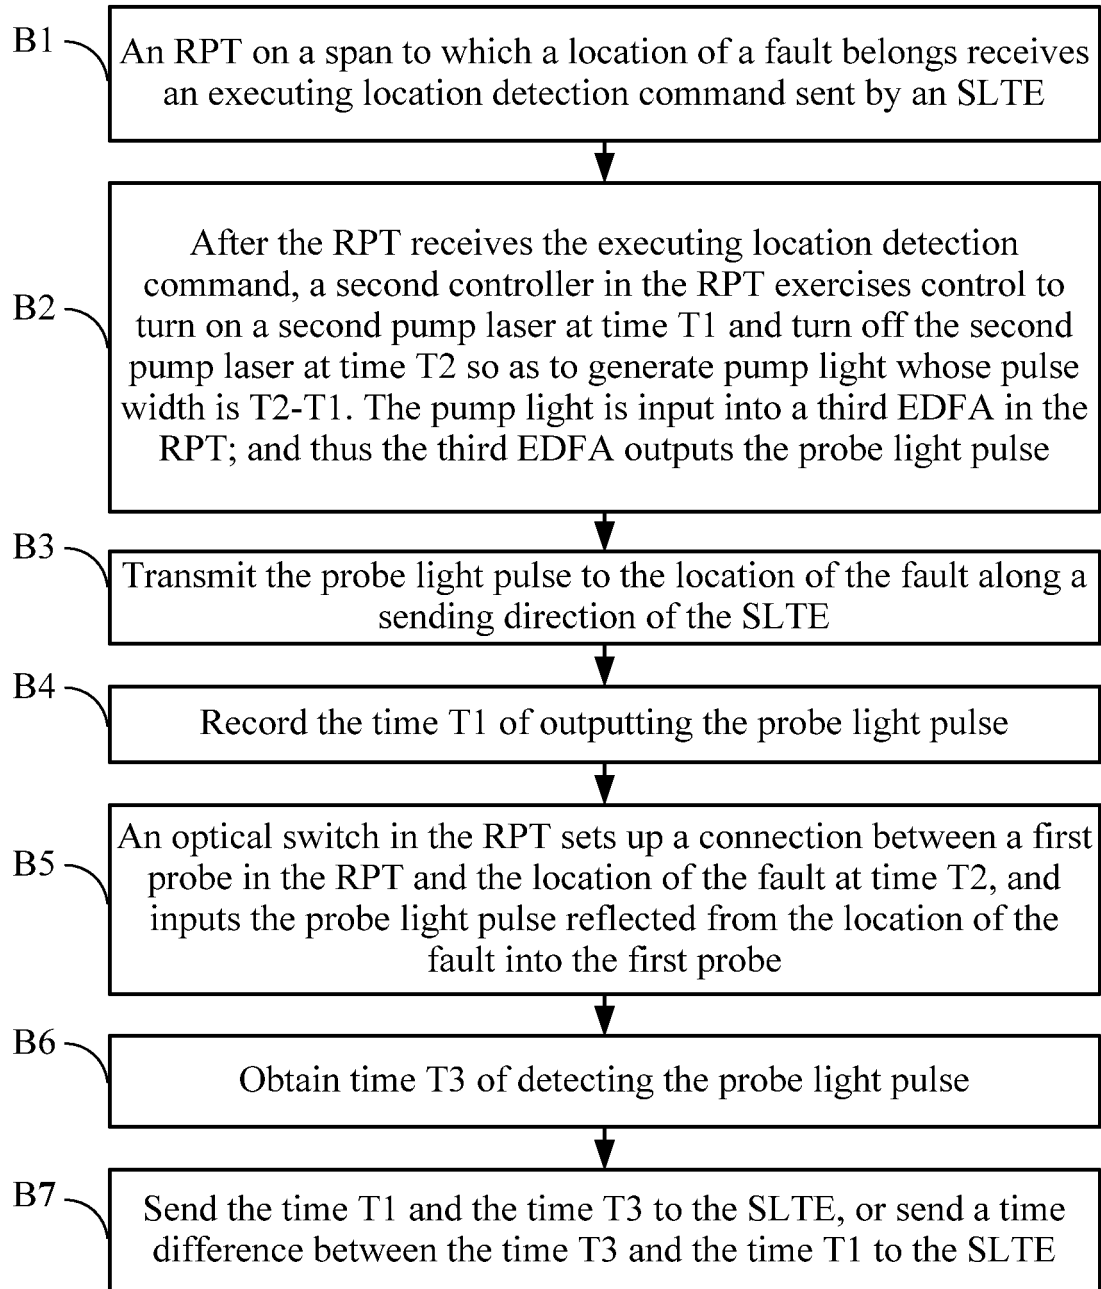 B1
An RPT on a span to which a location of a fault belongs receives
an executing location detection command sent by an SLTE
B2
After the RPT receives the executing location detection
command, a second controller in the RPT exercises control to
turn on a second pump laser at time T1 and turn off the second
pump laser at time T2 so as to generate pump light whose pulse
width is T2-T1. The pump light is input into a third EDFA in the
RPT; and thus the third EDFA outputs the probe light pulse
B3
Transmit the probe light pulse to the location of the fault along a
sending direction of the SLTE
B4
Record the time T1 of outputting the probe light pulse
B5
An optical switch in the RPT sets up a connection between a first
probe in the RPT and the location of the fault at time T2, and
inputs the probe light pulse reflected from the location of the
fault into the first probe
B6
Obtain time T3 of detecting the probe light pulse
B7
Send the time T1 and the time T3 to the SLTE, or send a time
difference between the time T3 and the time T1 to the SLTE